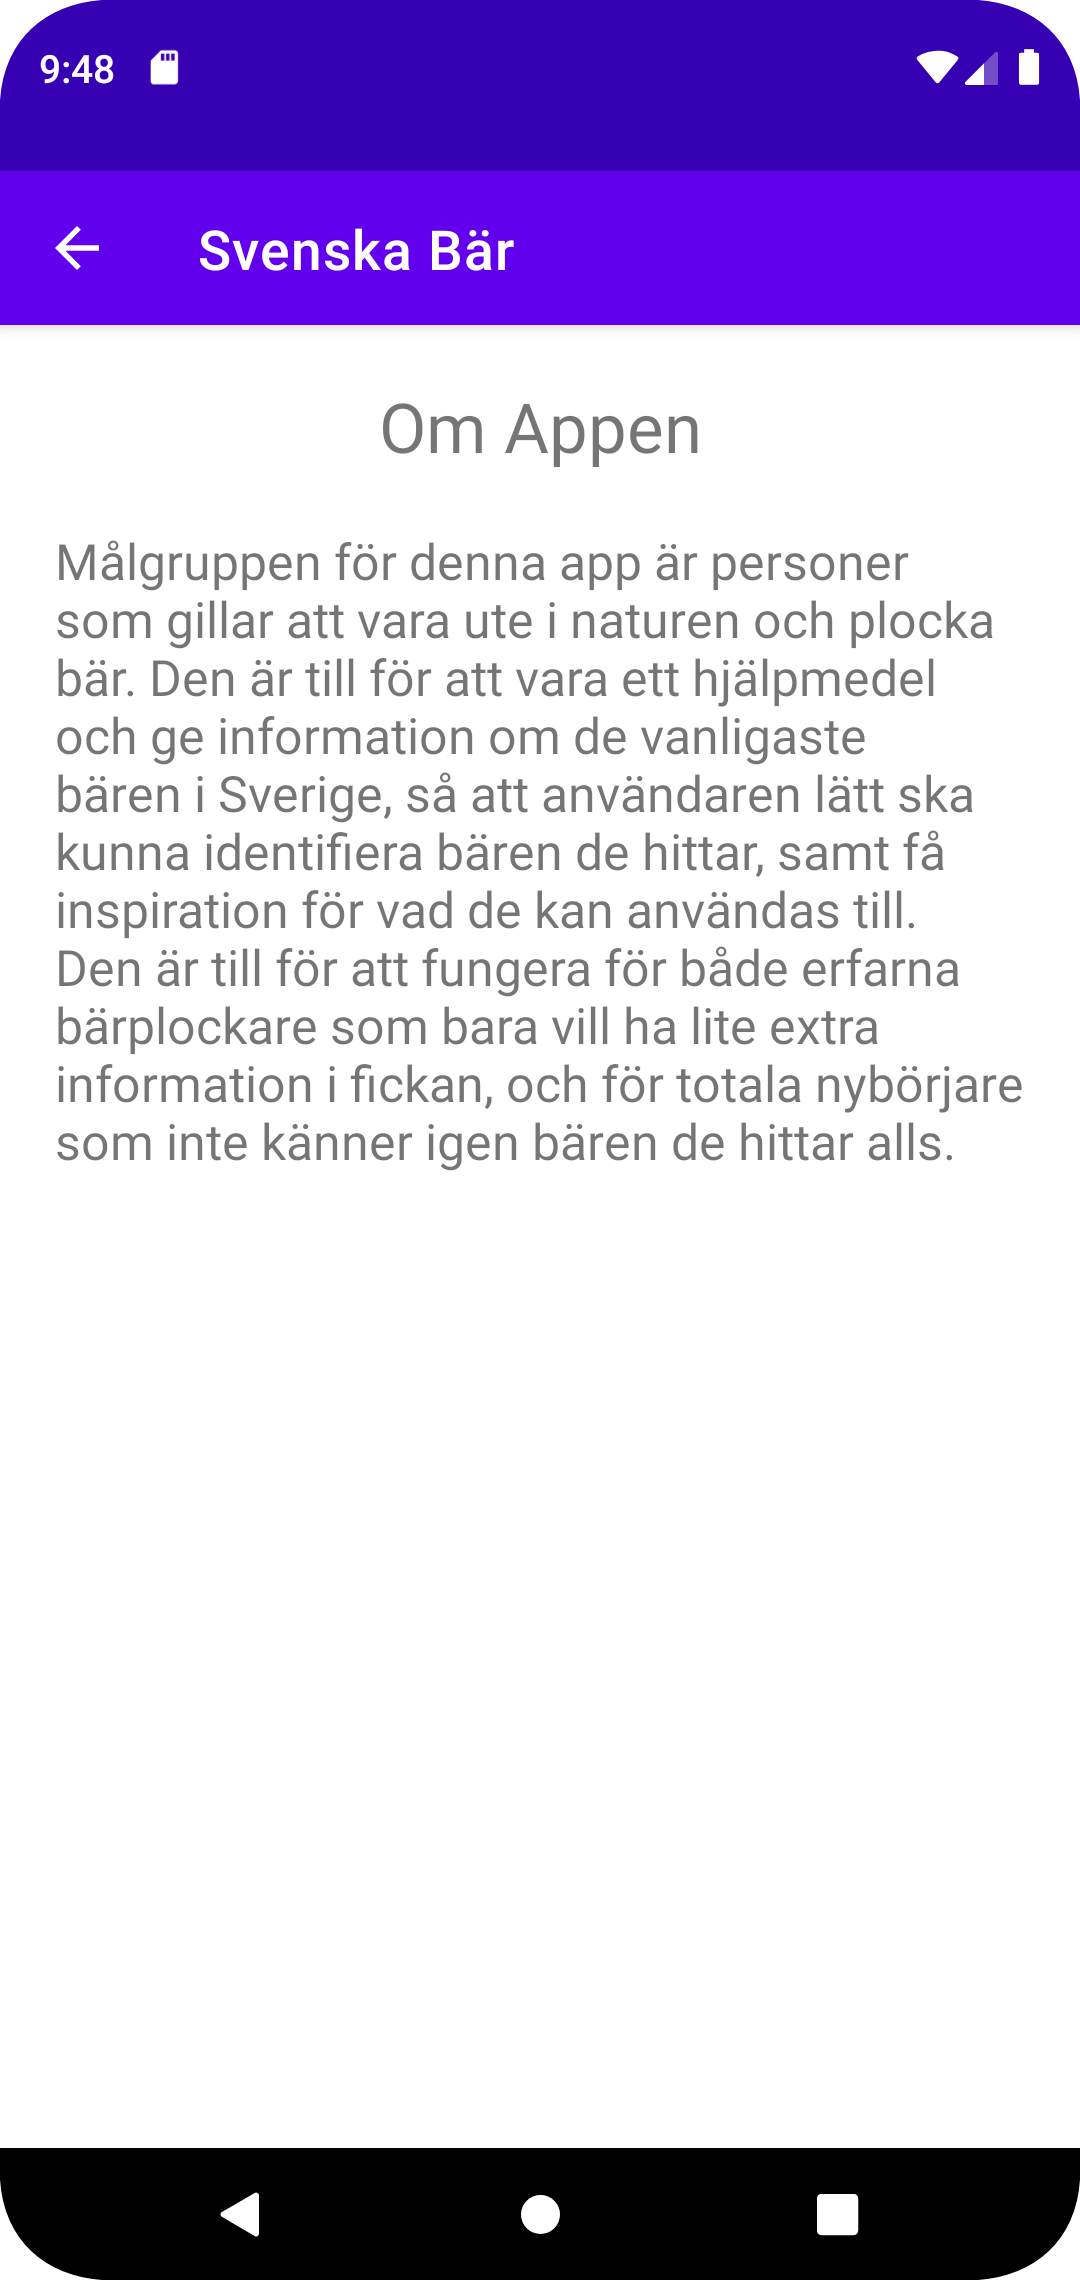 9:48
Svenska Bär
Om Appen
Målgruppen för denna app är personer
som gillar att vara ute i naturen och plocka
bär. Den är till för att vara ett hjälpmedel
och ge information om de vanligaste
bären i Sverige, så att användaren lätt ska
kunna identifiera bären de hittar, samt få
inspiration för vad de kan användas till.
Den är till för att fungera för både erfarna
bärplockare som bara vill ha lite extra
information i fickan, och för totala nybörjare
som inte känner igen bären de hittar alls.